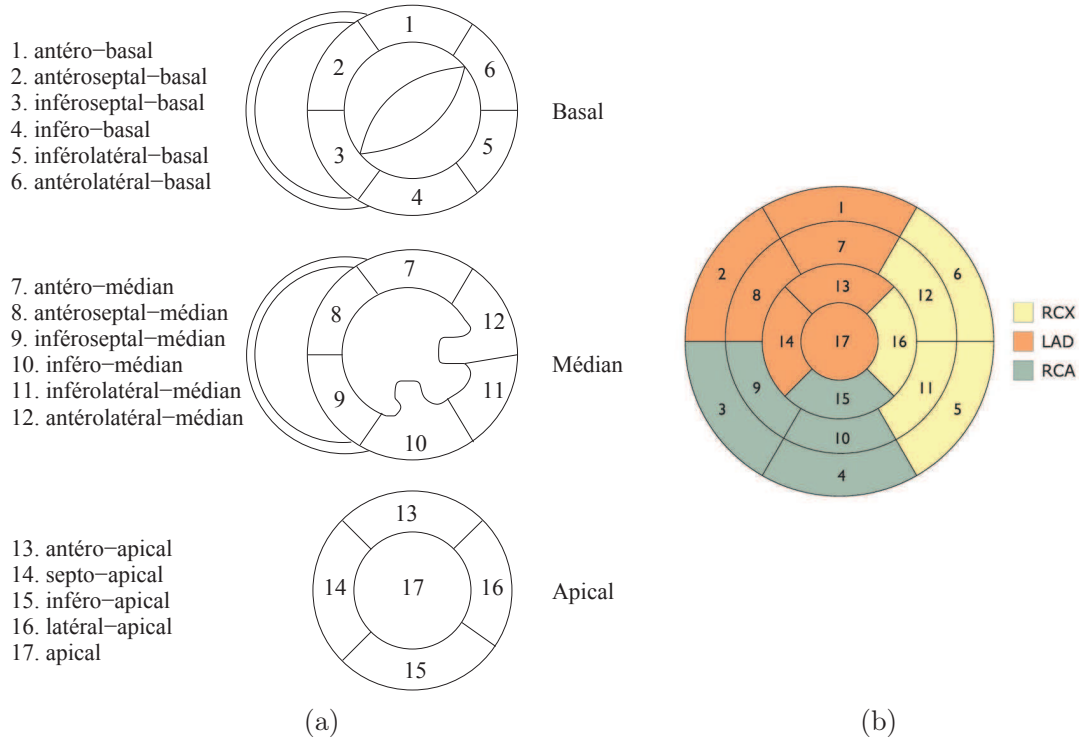 1. antéro−basal
2. antéroseptal−basal
3. inféroseptal−basal
4. inféro−basal
5. inférolatéral−basal
6. antérolatéral−basal
1
2
6
3
5
4
Basal
7. antéro−médian
8. antéroseptal−médian
9. inféroseptal−médian
10. inféro−médian
11. inférolatéral−médian
12. antérolatéral−médian
7
8
12
9
11
10
Médian
13. antéro−apical
14. septo−apical
15. inféro−apical
16. latéral−apical
17. apical
13
14
17
16
15
Apical
(a)
1
7
2
6
13
8
12
14
17
16
9
11
15
3
5
10
4
RCX
LAD
RCA
(b)